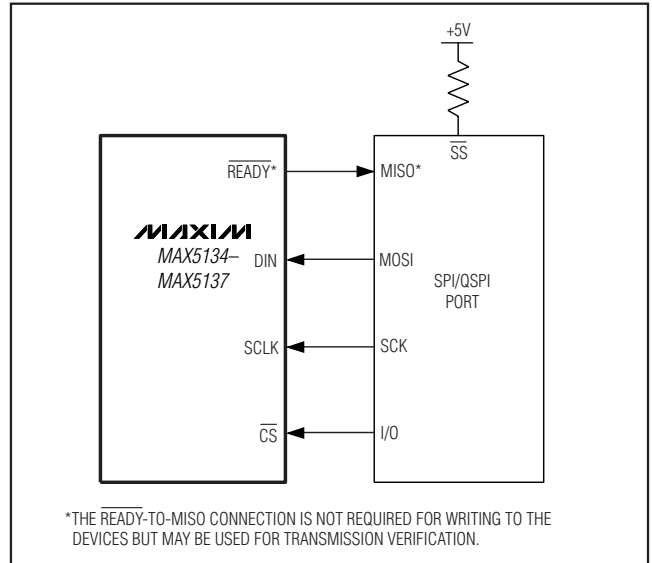 +5V
SS
READY* MISO*
MAXIM
MAX5134–
MAX5137
DIN MOSI
SPI/QSPI
PORT
SCLK SCK
CS I/O
*THE READY-TO-MISO CONNECTION IS NOT REQUIRED FOR WRITING TO THE
DEVICES BUT MAY BE USED FOR TRANSMISSION VERIFICATION.